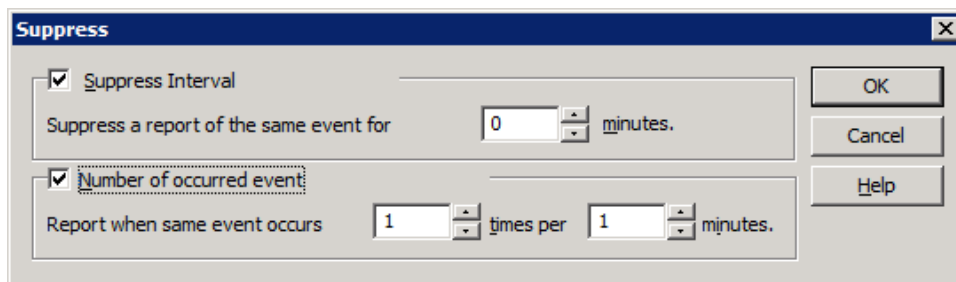 Suppress
Suppress Interval
OK
Suppress a report of the same event for 0 minutes.
Cancel
Number of occurred event
Help
Report when same event occurs 1 times per 1 minutes.